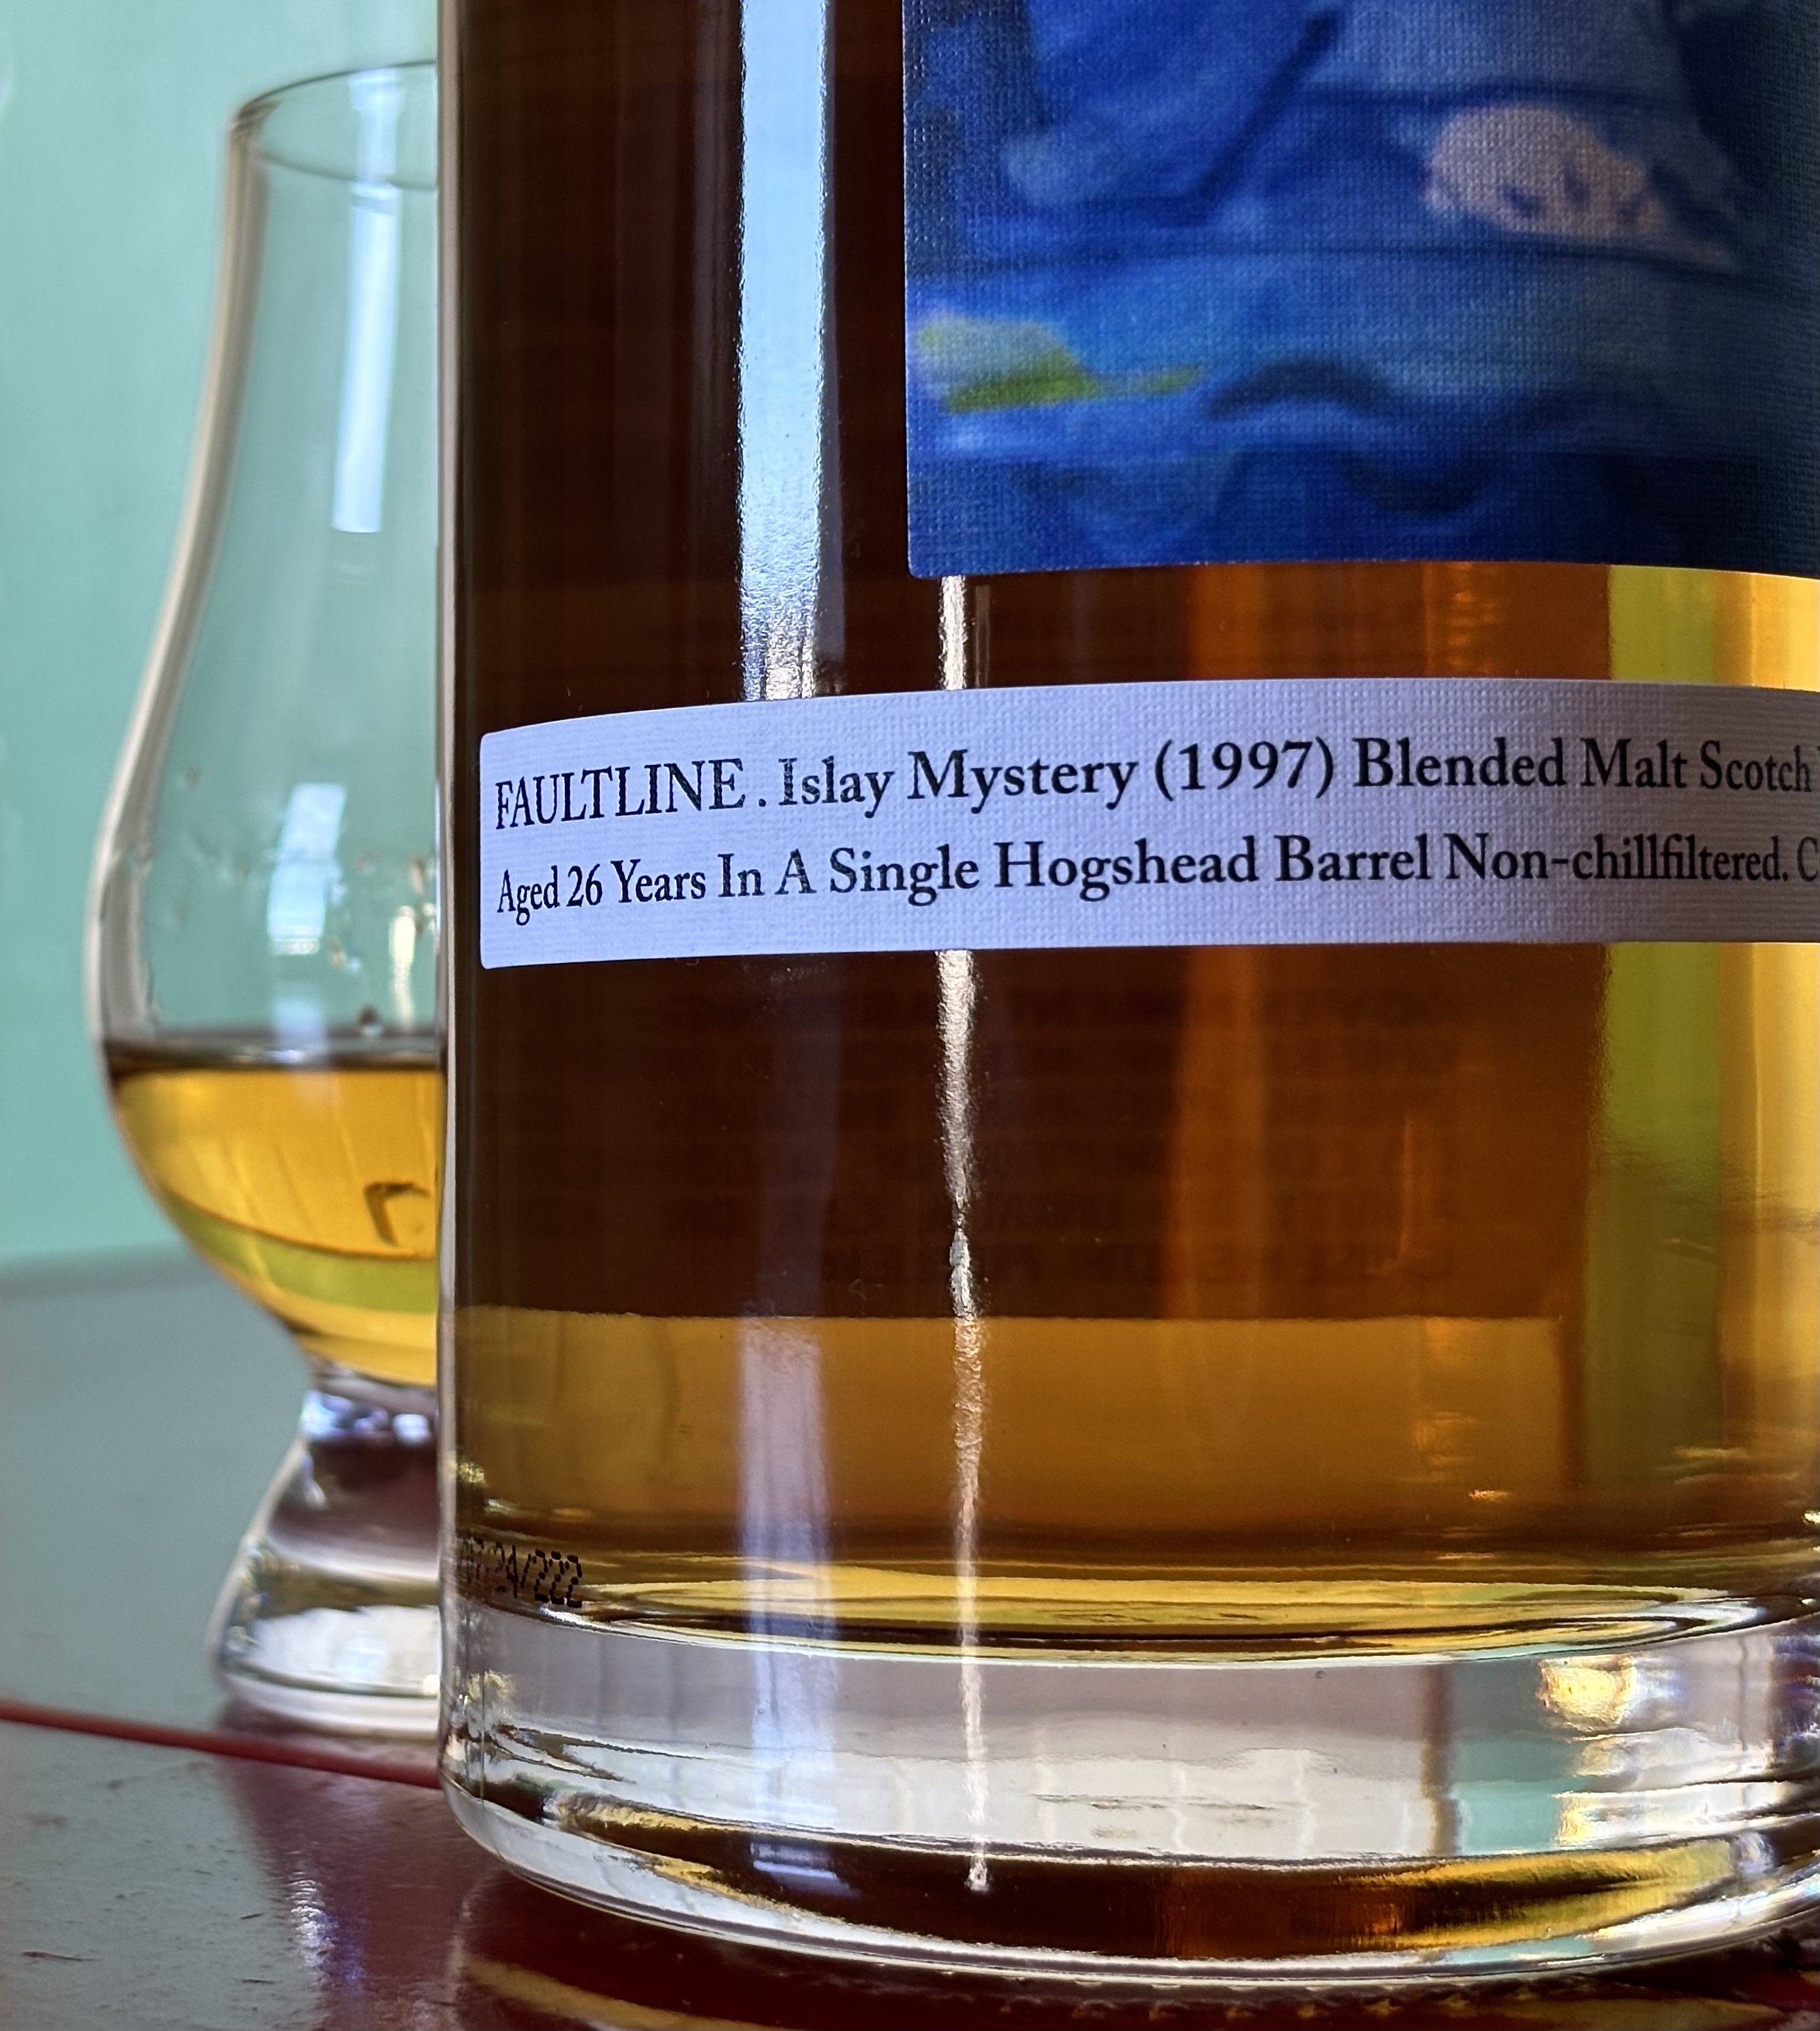 FAULTLINE. Islay Mystery (1997) Blended Malt Scotch
Aged 26 Years In A Single Hogshead Barrel Non-chillfiltered. C